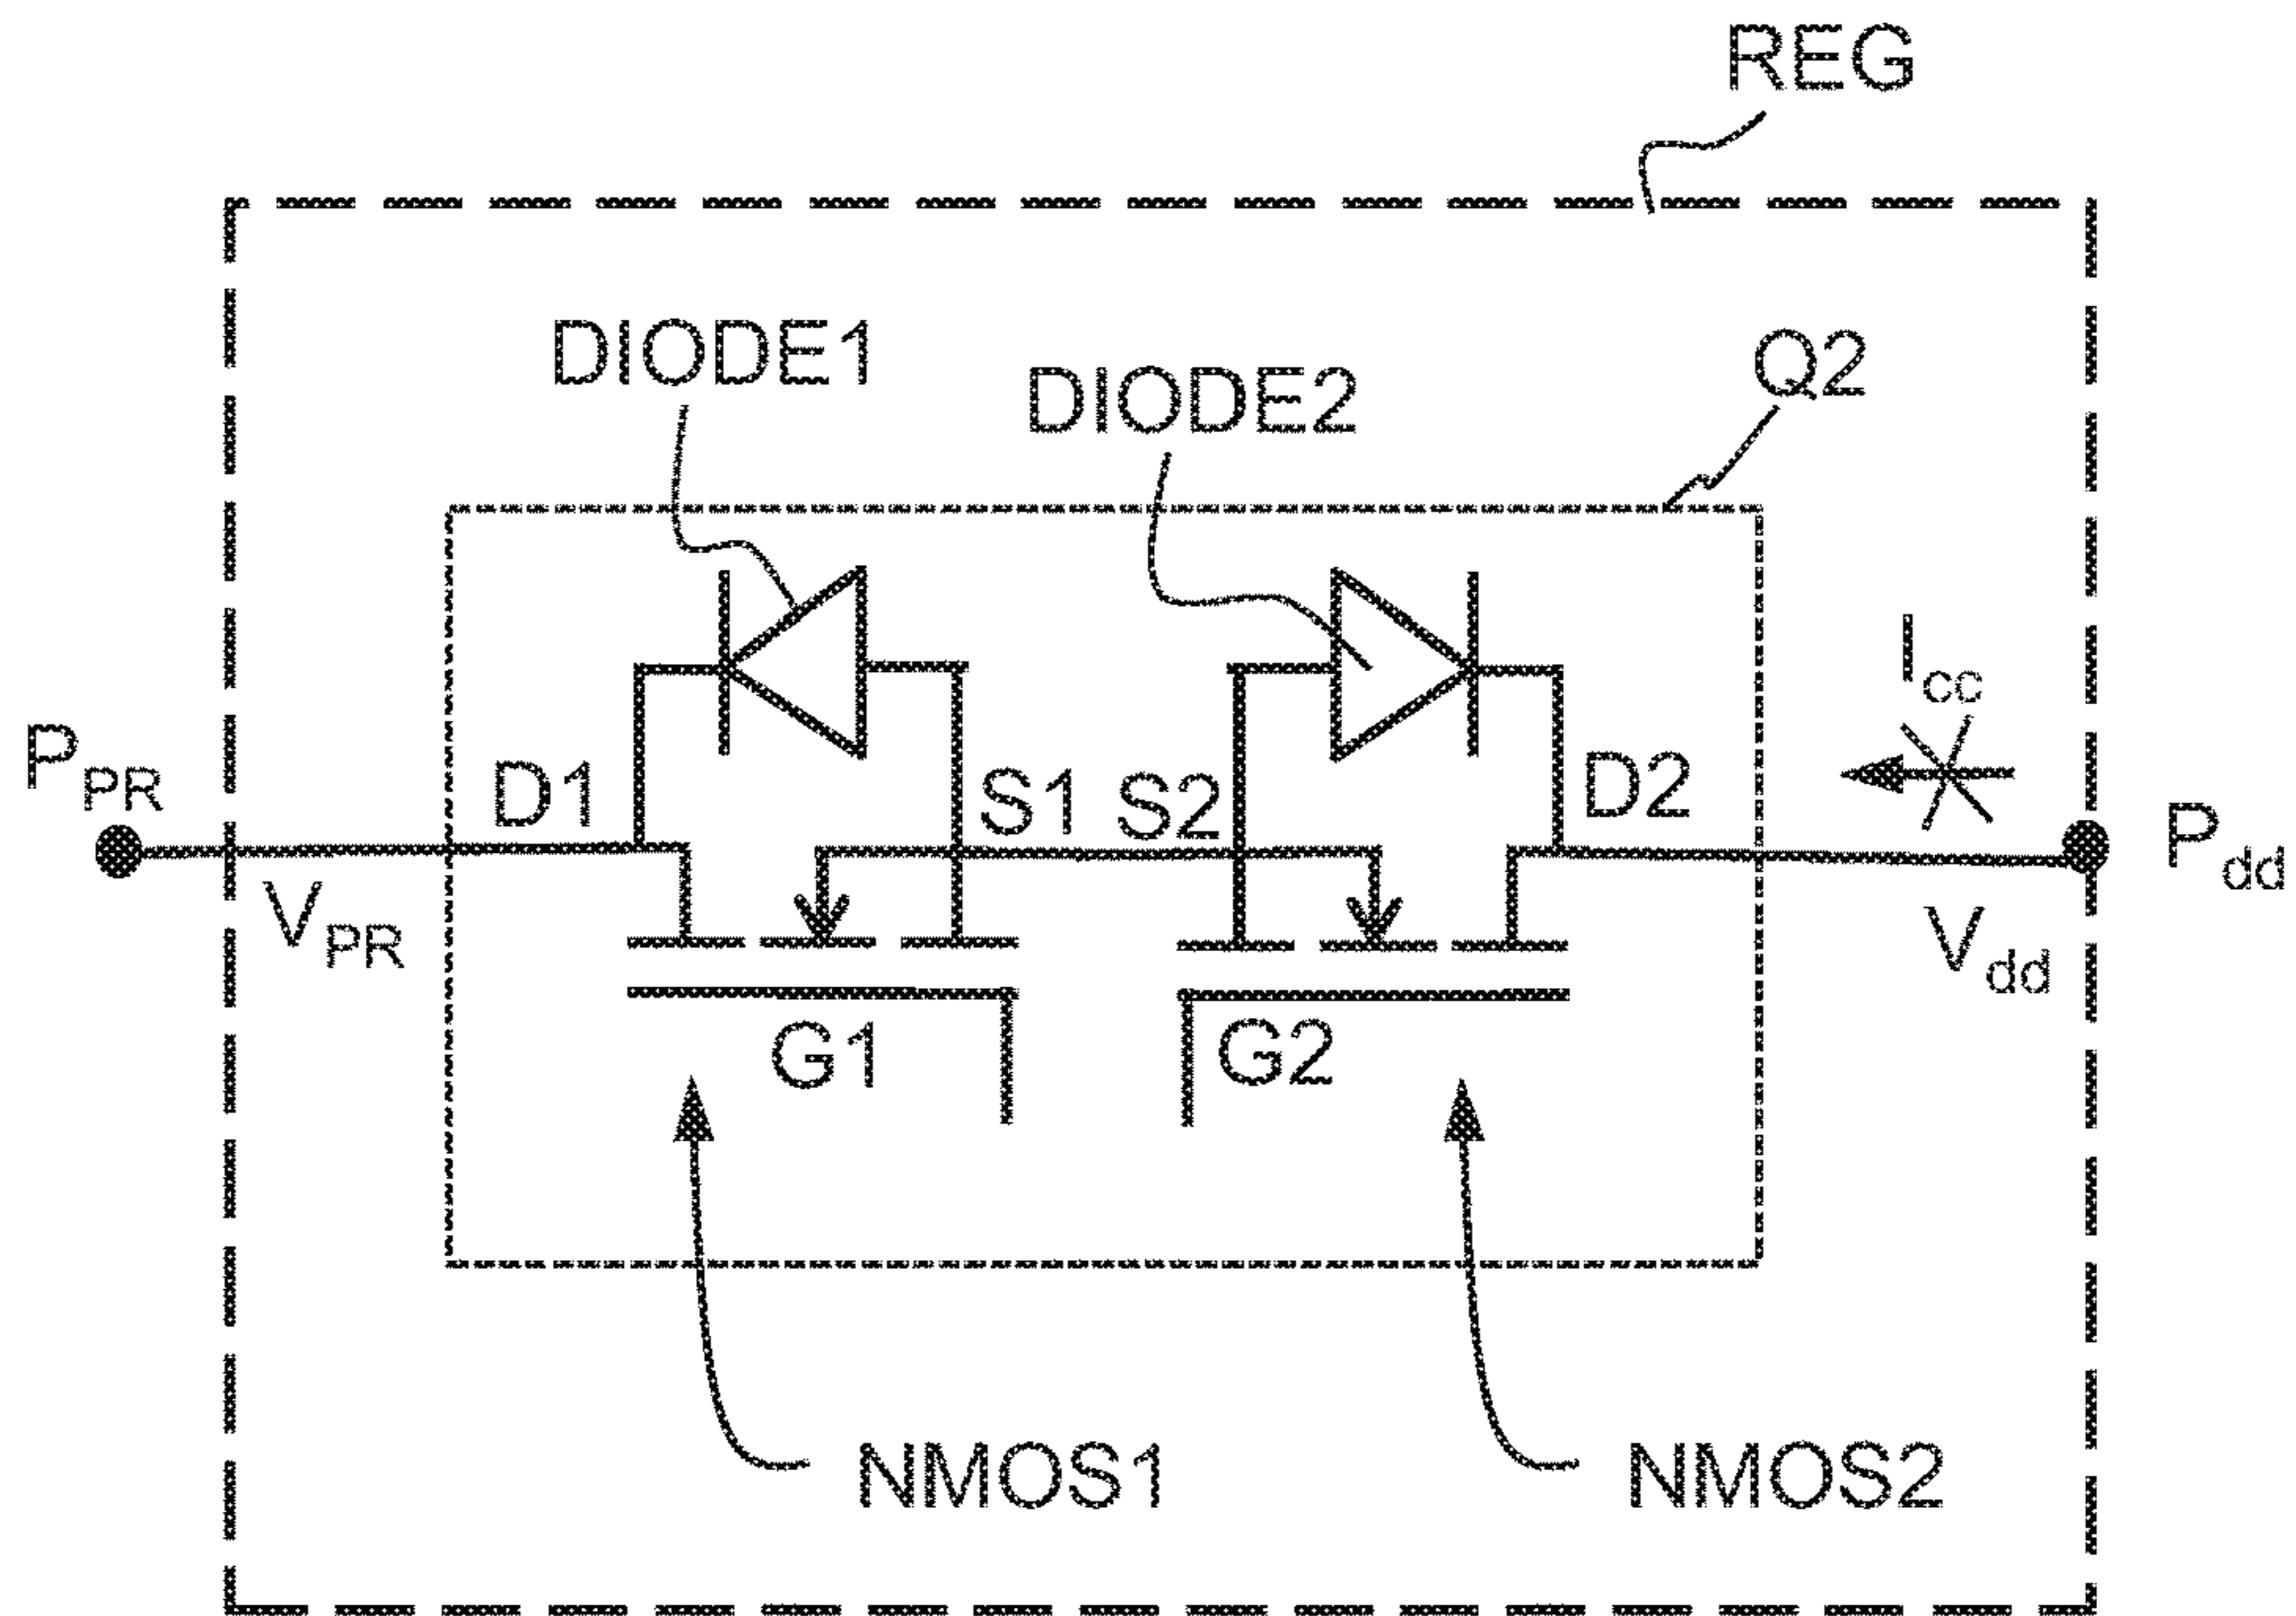 REG
DIODE1
DIODE2
Q2
Icc
PPR
D1
S1
S2
D2
Pdd
VPR
Vdd
G1
G2
NMOS1
NMOS2